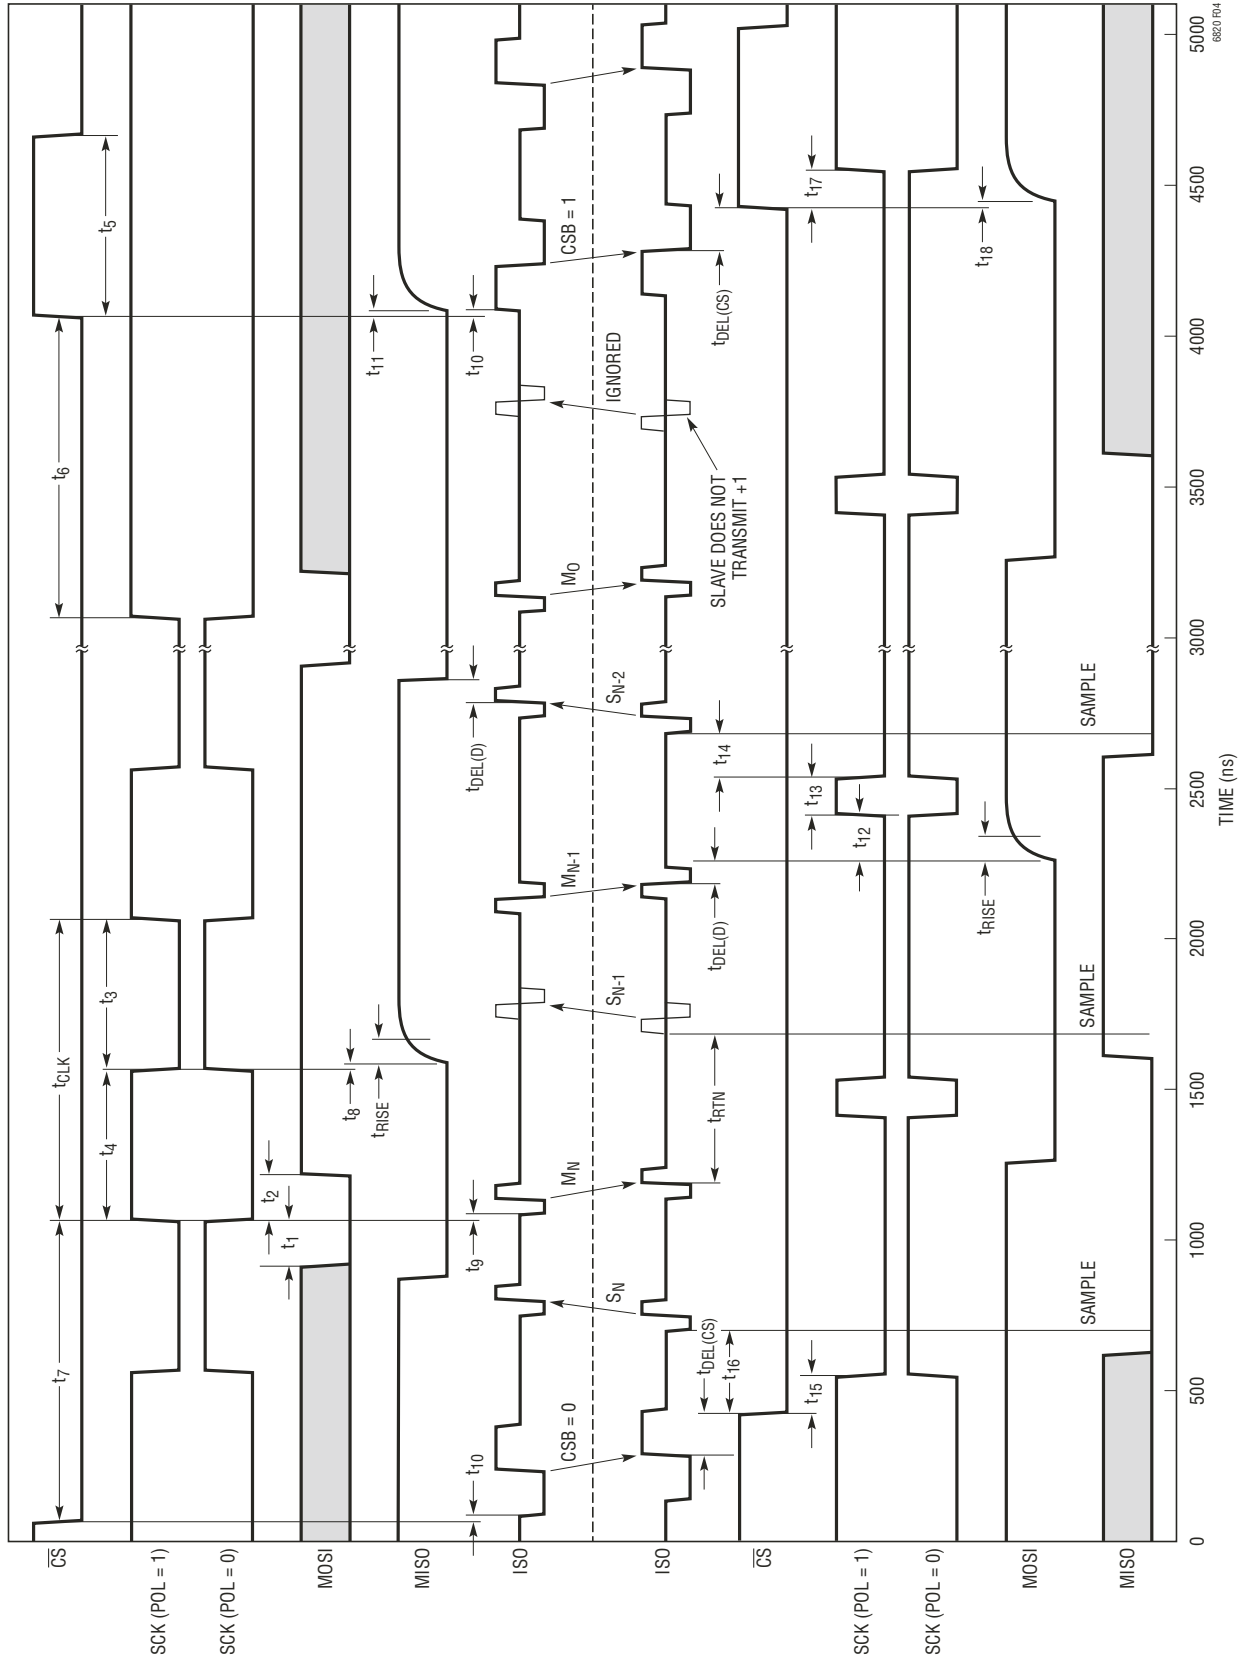 CS
SCK (POL = 1)
SCK (POL = 0)
MOSI
MISO
ISO
ISO
CS
SCK (POL = 1)
SCK (POL = 0)
MOSI
MISO
t7
t6
t5
tCLK
t4
t3
t1
t2
t8
tRISE
t11
t10
t9
tDEL(D)
t10
CSB = 0
SN
MN
SN-1
MN-1
SN-2
MO
IGNORED
CSB = 1
SLAVE DOES NOT
TRANSMIT +1
tDEL(CS)
t16
t15
tRTN
tDEL(D)
t14
t13
t12
tDEL(CS)
t17
tRISE
t18
SAMPLE
SAMPLE
SAMPLE
0
500
1000
1500
2000
2500
3000
3500
4000
4500
5000
TIME (ns)
6820 F04